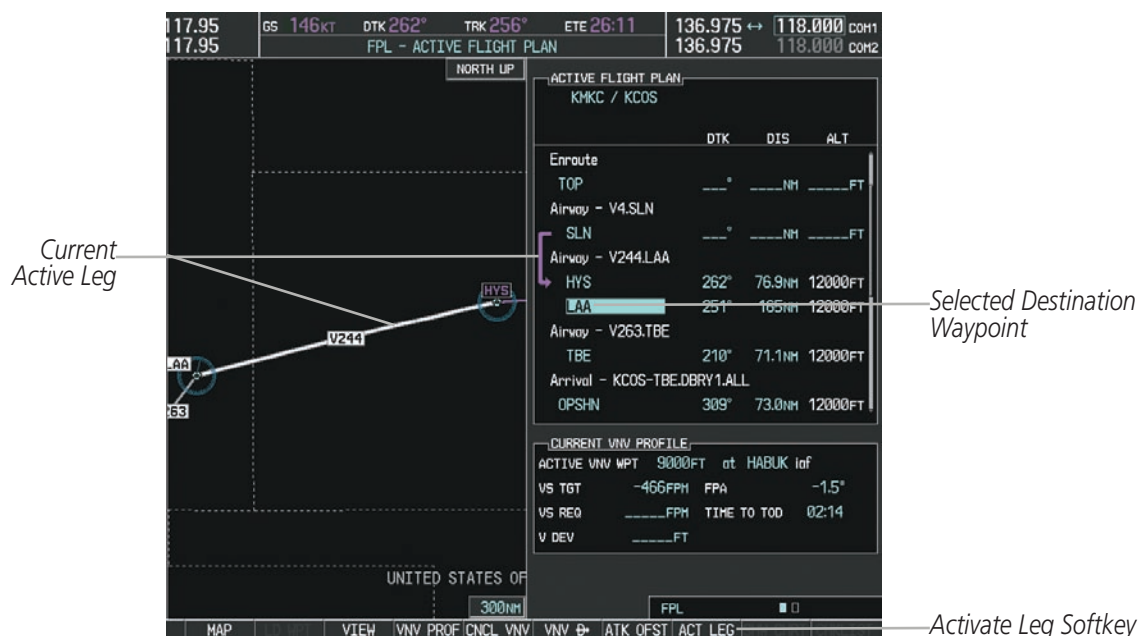 117.95
117.95
GS 146KT DTK 262° TRK 256° ETE 26:11
FPL - ACTIVE FLIGHT PLAN
136.975 ↔ 118.000 COM1
136.975 118.000 COM2
NORTH UP
ACTIVE FLIGHT PLAN
KMKC / KCOS
DTK DIS ALT
Enroute
TOP ___° ____NM _____FT
Airway - V4.SLN
SLN ___° ____NM _____FT
Airway - V244.LAA
HYS 262° 76.9NM 12000FT
LAA 251° 165NM 12000FT
Airway - V263.TBE
TBE 210° 71.1NM 12000FT
Arrival - KCOS-TBE.DBRY1.ALL
OPSHN 309° 73.0NM 12000FT
CURRENT VNV PROFILE
ACTIVE VNV WPT 9000FT at HABUK iaf
VS TGT -466FPM FPA -1.5°
VS REQ _____FPM TIME TO TOD 02:14
V DEV _____FT
Current
Active Leg
HYS
V244
LAA
263
Selected Destination
Waypoint
UNITED STATES OF
300NM
FPL
MAP VIEW VNV PROF CNCL VNV VNV ATK OFST ACT LEG
Activate Leg Softkey